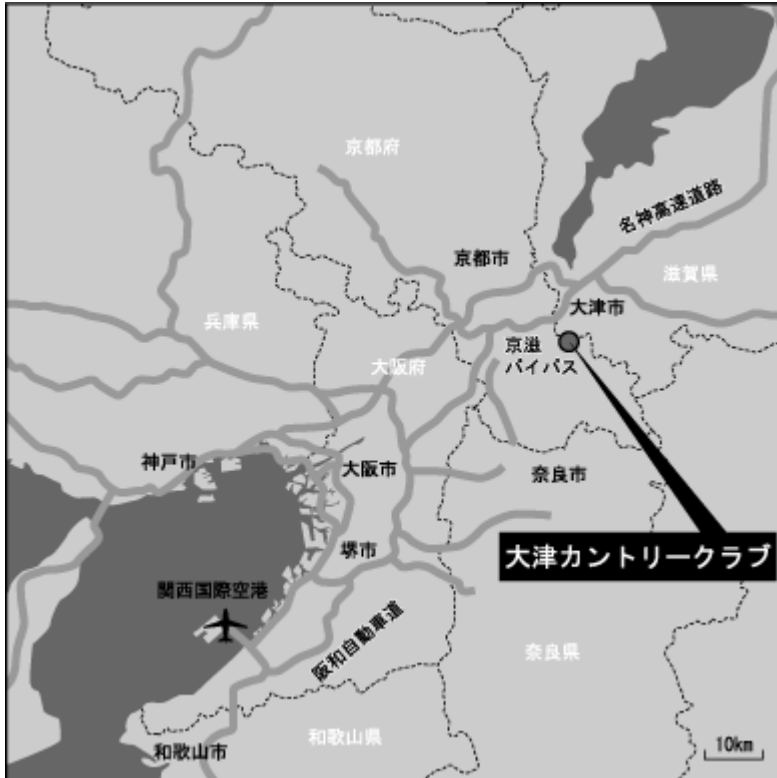 京都府
名神高速道路
京都市
滋賀県
大津市
兵庫県
京滋
バイパス
大阪府
神戸市
大阪市
奈良市
堺市
大津カントリークラブ
関西国際空港
阪和自動車道
奈良県
和歌山県
和歌山市
10km